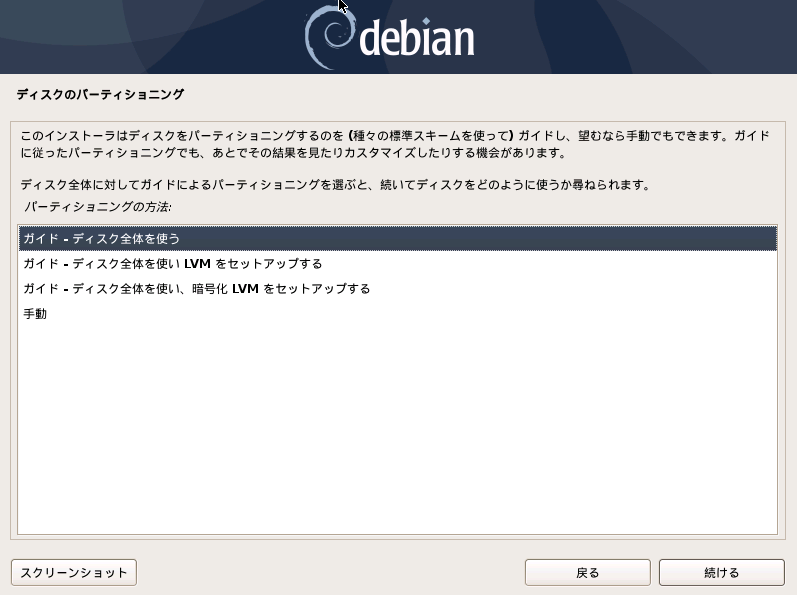 debian
ディスクのパーティショニング
このインストーラはディスクをパーティショニングするのを (種々の標準スキームを使って) ガイドし、望むなら手動でもできます。ガイド
に従ったパーティショニングでも、あとでその結果を見たりカスタマイズしたりする機会があります。
ディスク全体に対してガイドによるパーティショニングを選ぶと、続いてディスクをどのように使うか尋ねられます。
パーティショニングの方法:
ガイド - ディスク全体を使う
ガイド - ディスク全体を使い LVM をセットアップする
ガイド - ディスク全体を使い、暗号化 LVM をセットアップする
手動
スクリーンショット
戻る
続ける